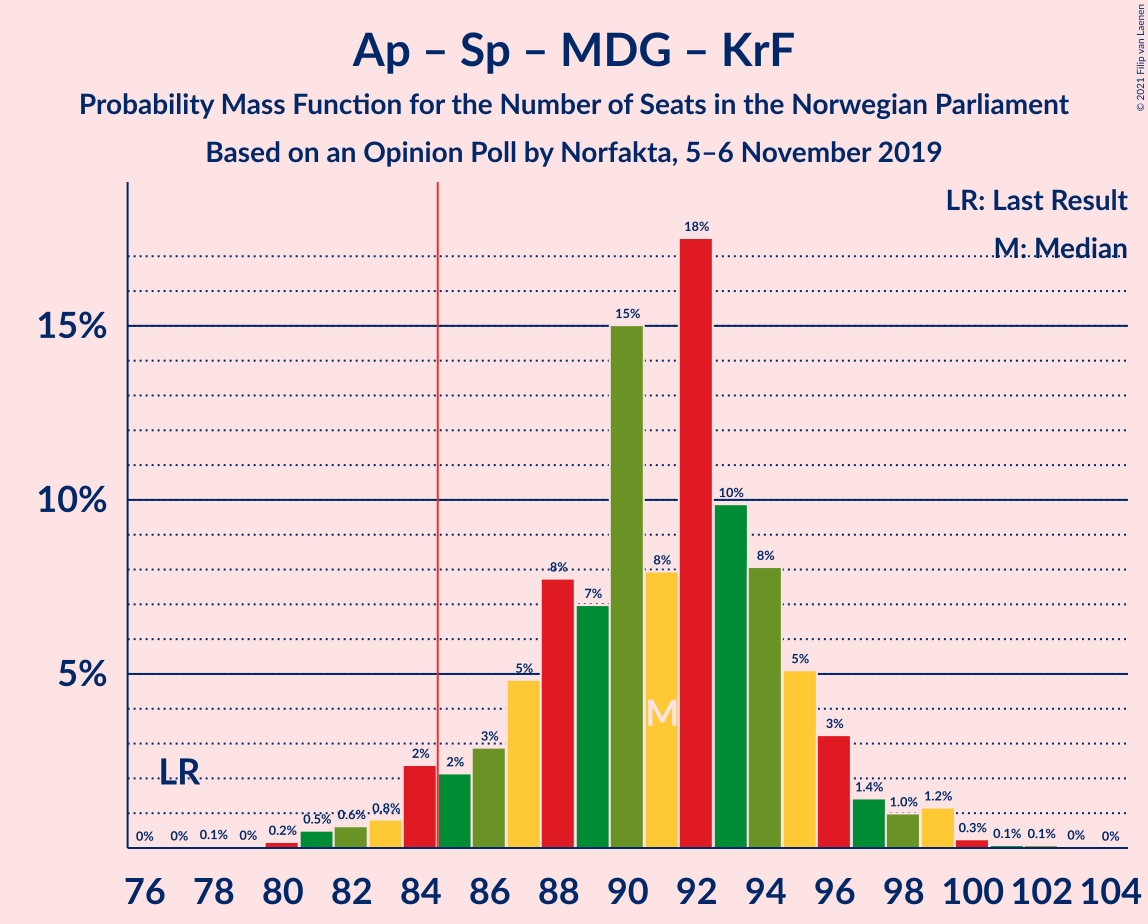 Ap – Sp – MDG – KrF
Probability Mass Function for the Number of Seats in the Norwegian Parliament
Based on an Opinion Poll by Norfakta, 5–6 November 2019
© 2021 Filip van Laenen
LR: Last Result
M: Median
15%
10%
5%
LR
M
0% 0% 0.1% 0% 0.2% 0.5% 0.6% 0.8% 2% 2% 3% 5% 8% 7% 15% 8% 18% 10% 8% 5% 3% 1.4% 1.0% 1.2% 0.3% 0.1% 0.1% 0% 0%
76 78 80 82 84 86 88 90 92 94 96 98 100 102 104